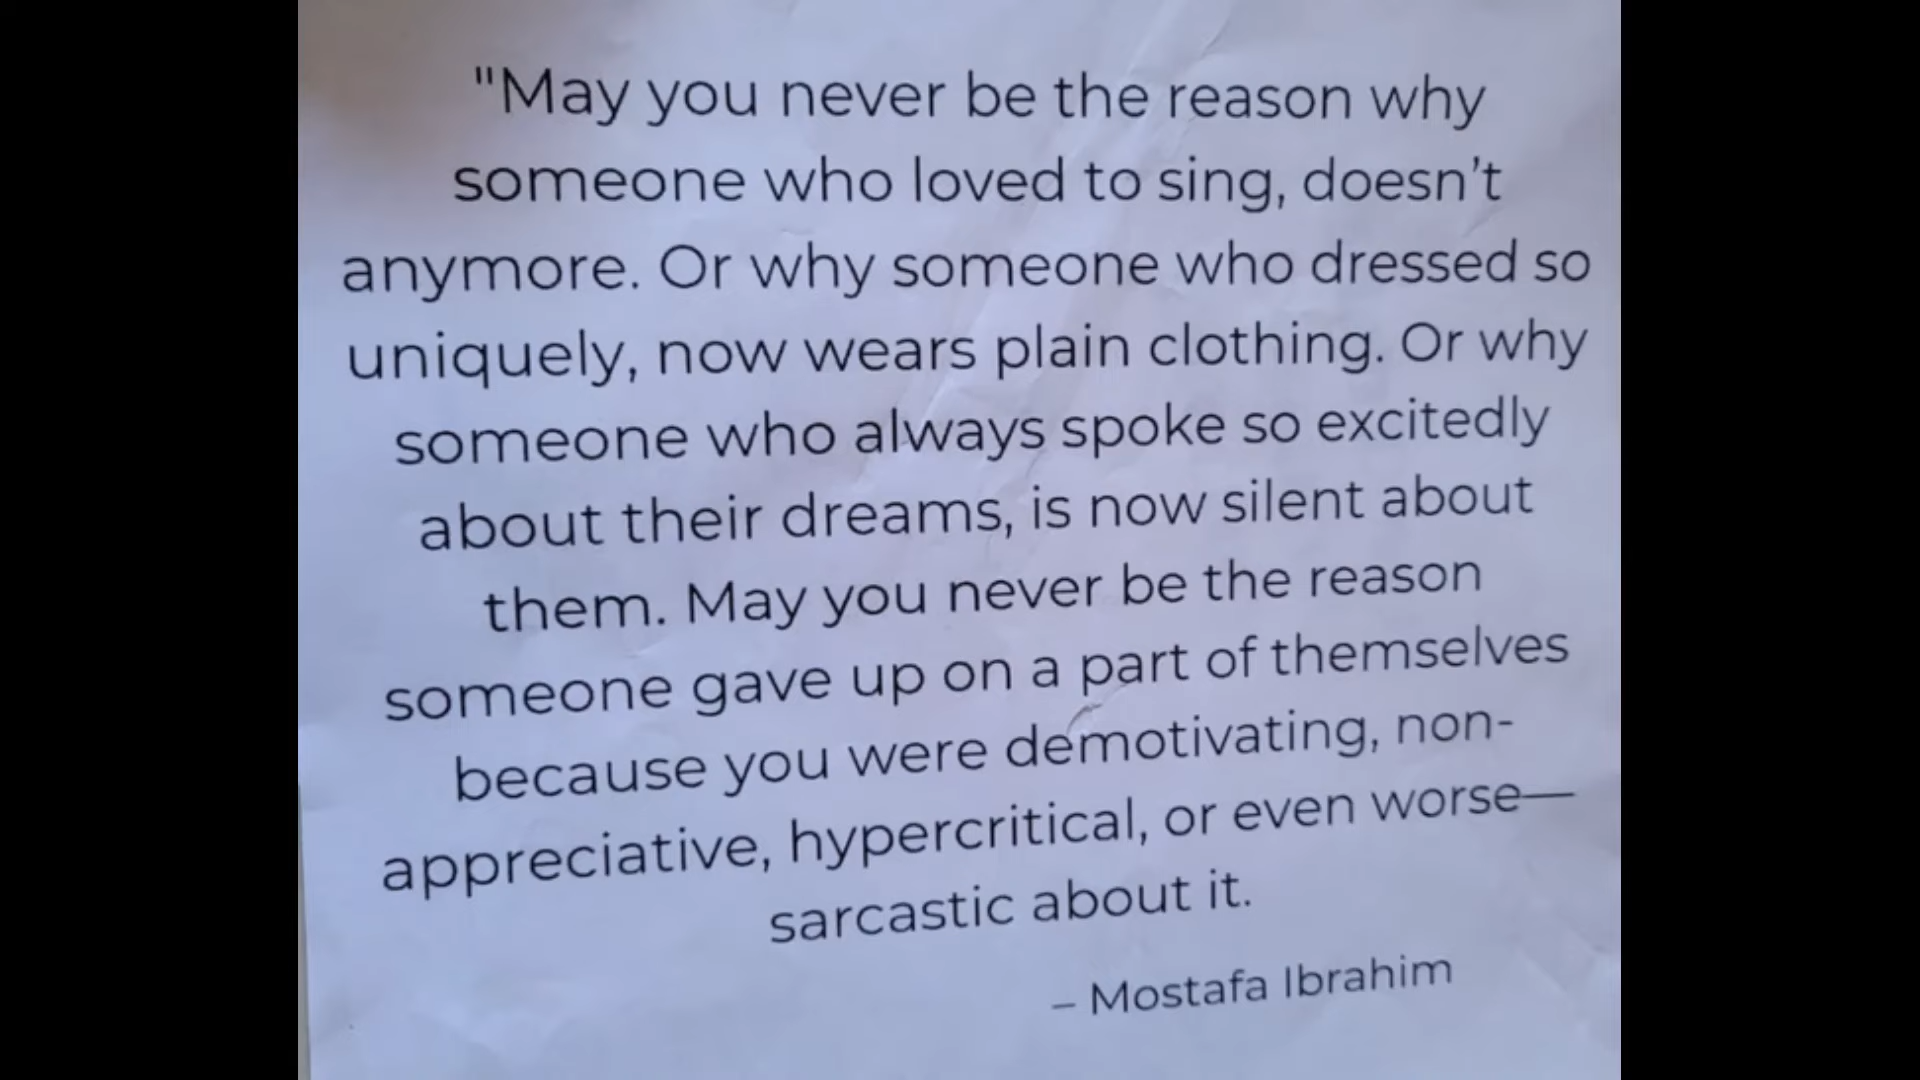 "May you never be the reason why
someone who loved to sing, doesn’t
anymore. Or why someone who dressed so
uniquely, now wears plain clothing. Or why
someone who always spoke so excitedly
about their dreams, is now silent about
them. May you never be the reason
someone gave up on a part of themselves
because you were demotivating, non-
appreciative, hypercritical, or even worse—
sarcastic about it.
– Mostafa Ibrahim